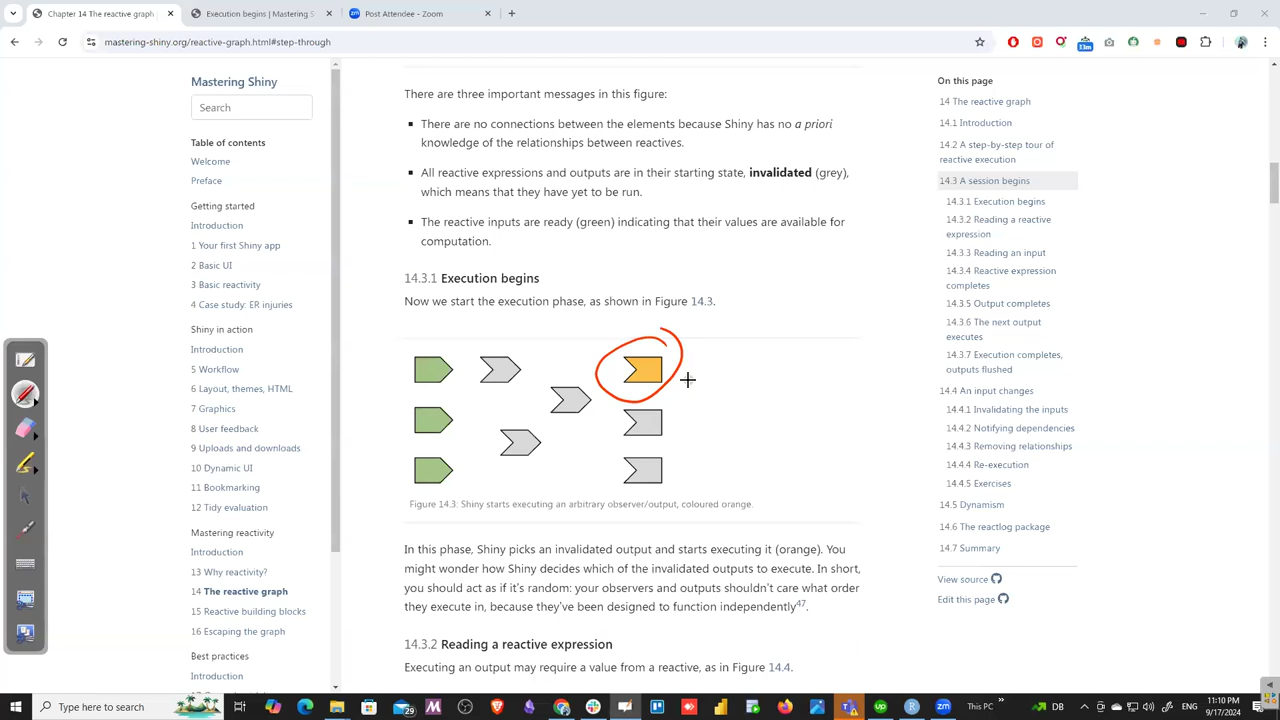 Chapter 14 The reactive graph
Execution begins | Mastering S
Post Attendee - Zoom
mastering-shiny.org/reactive-graph.html#step-through
13m
Mastering Shiny
Search
Table of contents
Welcome
Preface
Getting started
Introduction
1 Your first Shiny app
2 Basic UI
3 Basic reactivity
4 Case study: ER injuries
Shiny in action
Introduction
5 Workflow
6 Layout, themes, HTML
7 Graphics
8 User feedback
9 Uploads and downloads
10 Dynamic UI
11 Bookmarking
12 Tidy evaluation
Mastering reactivity
Introduction
13 Why reactivity?
14 The reactive graph
15 Reactive building blocks
16 Escaping the graph
Best practices
Introduction
There are three important messages in this figure:
There are no connections between the elements because Shiny has no a priori
knowledge of the relationships between reactives.
All reactive expressions and outputs are in their starting state, invalidated (grey),
which means that they have yet to be run.
The reactive inputs are ready (green) indicating that their values are available for
computation.
14.3.1 Execution begins
Now we start the execution phase, as shown in Figure 14.3.
Figure 14.3: Shiny starts executing an arbitrary observer/output, coloured orange.
In this phase, Shiny picks an invalidated output and starts executing it (orange). You
might wonder how Shiny decides which of the invalidated outputs to execute. In short,
you should act as if it's random: your observers and outputs shouldn't care what order
they execute in, because they've been designed to function independently47.
14.3.2 Reading a reactive expression
Executing an output may require a value from a reactive, as in Figure 14.4.
On this page
14 The reactive graph
14.1 Introduction
14.2 A step-by-step tour of
reactive execution
14.3 A session begins
14.3.1 Execution begins
14.3.2 Reading a reactive
expression
14.3.3 Reading an input
14.3.4 Reactive expression
completes
14.3.5 Output completes
14.3.6 The next output
executes
14.3.7 Execution completes,
outputs flushed
14.4 An input changes
14.4.1 Invalidating the inputs
14.4.2 Notifying dependencies
14.4.3 Removing relationships
14.4.4 Re-execution
14.4.5 Exercises
14.5 Dynamism
14.6 The reactlog package
14.7 Summary
View source
Edit this page
Type here to search
29
This PC
DB
11:10 PM
9/17/2024